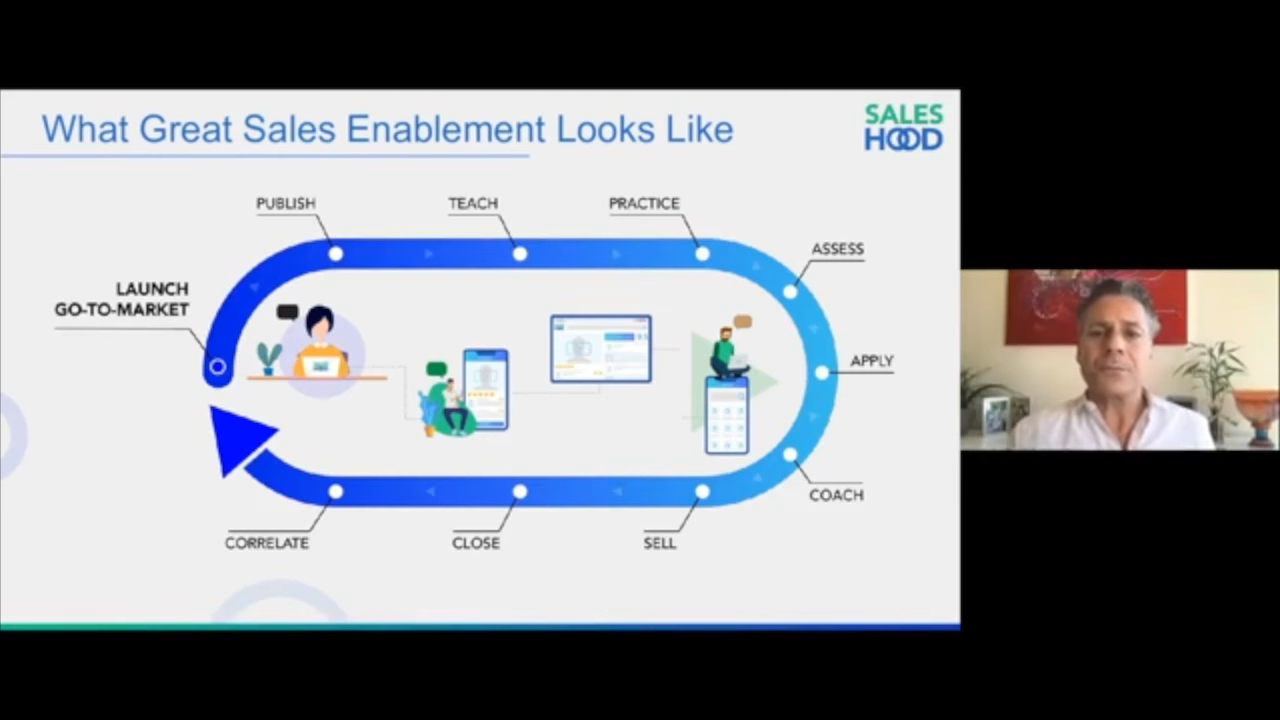 What Great Sales Enablement Looks Like
SALES
HOOD
PUBLISH
TEACH
PRACTICE
ASSESS
LAUNCH
GO-TO-MARKET
APPLY
COACH
CORRELATE
CLOSE
SELL